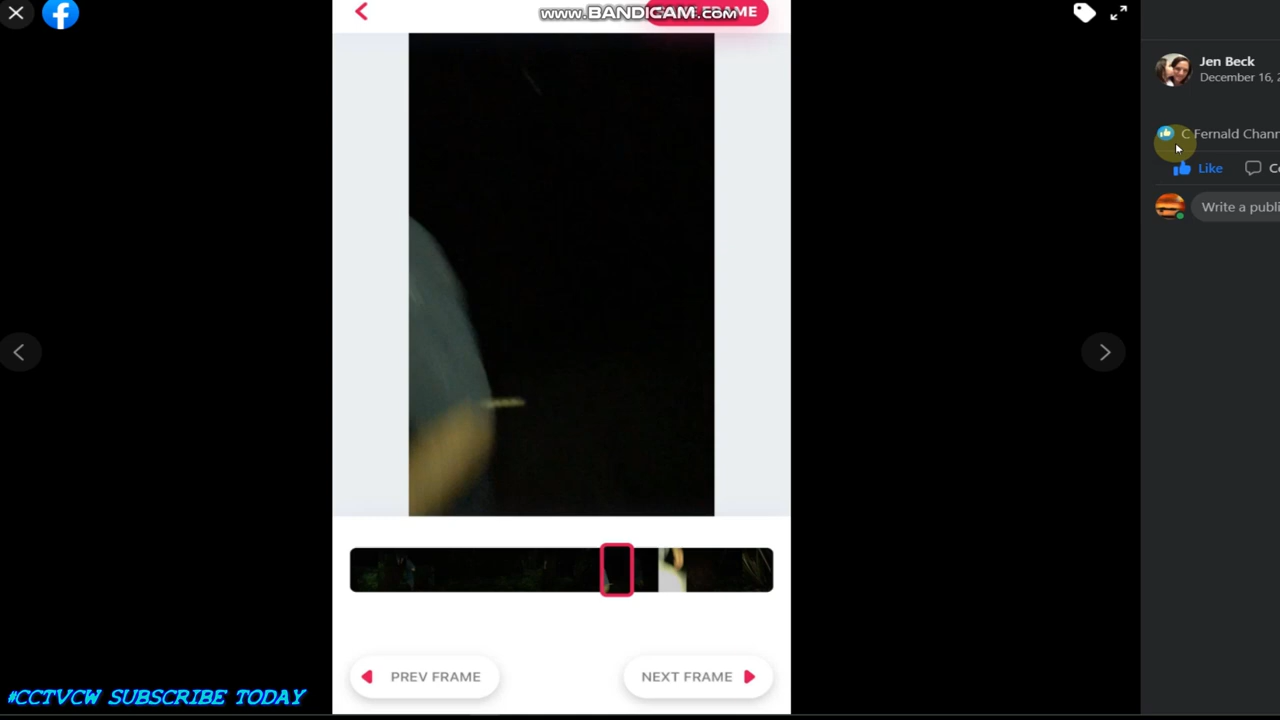 www.BANDICAM.com
FRAME
Jen Beck
December 16,
C Fernald Chann
Like
Write a publi
PREV FRAME
NEXT FRAME
#CCTVCW SUBSCRIBE TODAY